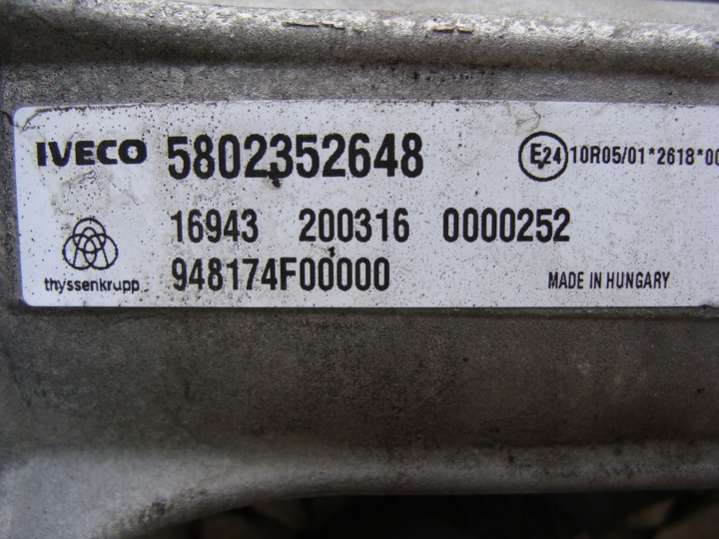 IVECO 5802352648 E24 10R05/01*2618*00
16943 200316 0000252
thyssenkrupp 948174F00000 MADE IN HUNGARY